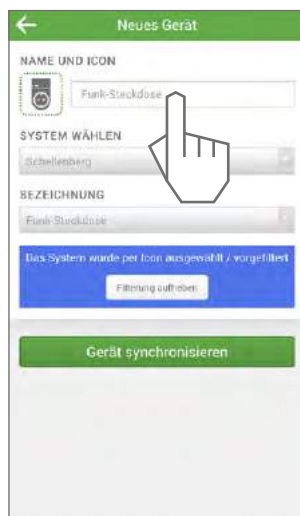 Neues Gerät
NAME UND ICON
Funk-Steckdose
SYSTEM WÄHLEN
Schellenberg
BEZEICHNUNG
Funk-Steckdose
Das System wurde per Icon ausgewählt / vorgefiltert
Filterung aufheben
Gerät synchronisieren